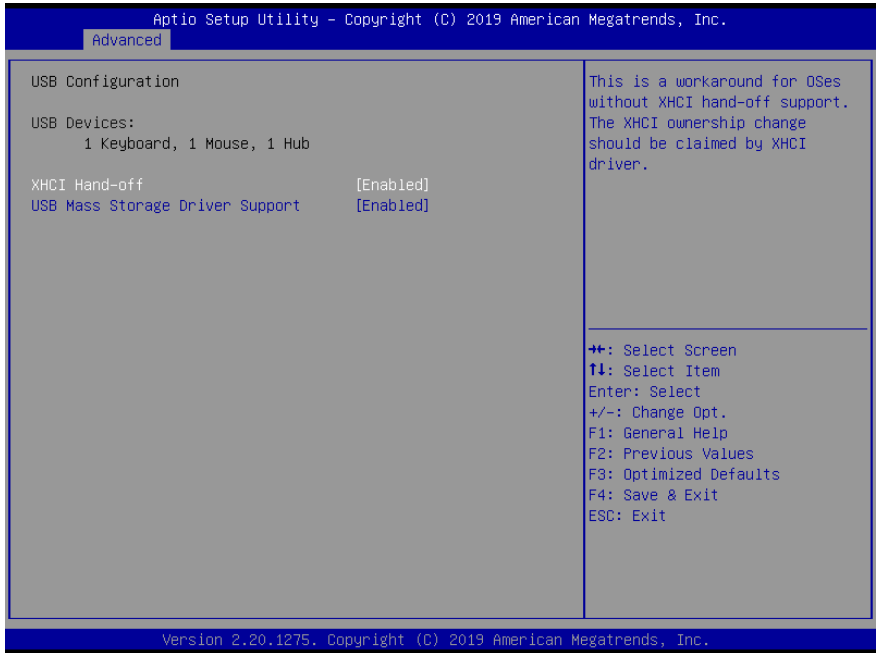 Aptio Setup Utility – Copyright (C) 2019 American Megatrends, Inc.
Advanced
USB Configuration
USB Devices:
1 Keyboard, 1 Mouse, 1 Hub
XHCI Hand-off [Enabled]
USB Mass Storage Driver Support [Enabled]
This is a workaround for OSes
without XHCI hand-off support.
The XHCI ownership change
should be claimed by XHCI
driver.
→←: Select Screen
↑↓: Select Item
Enter: Select
+/-: Change Opt.
F1: General Help
F2: Previous Values
F3: Optimized Defaults
F4: Save & Exit
ESC: Exit
Version 2.20.1275. Copyright (C) 2019 American Megatrends, Inc.